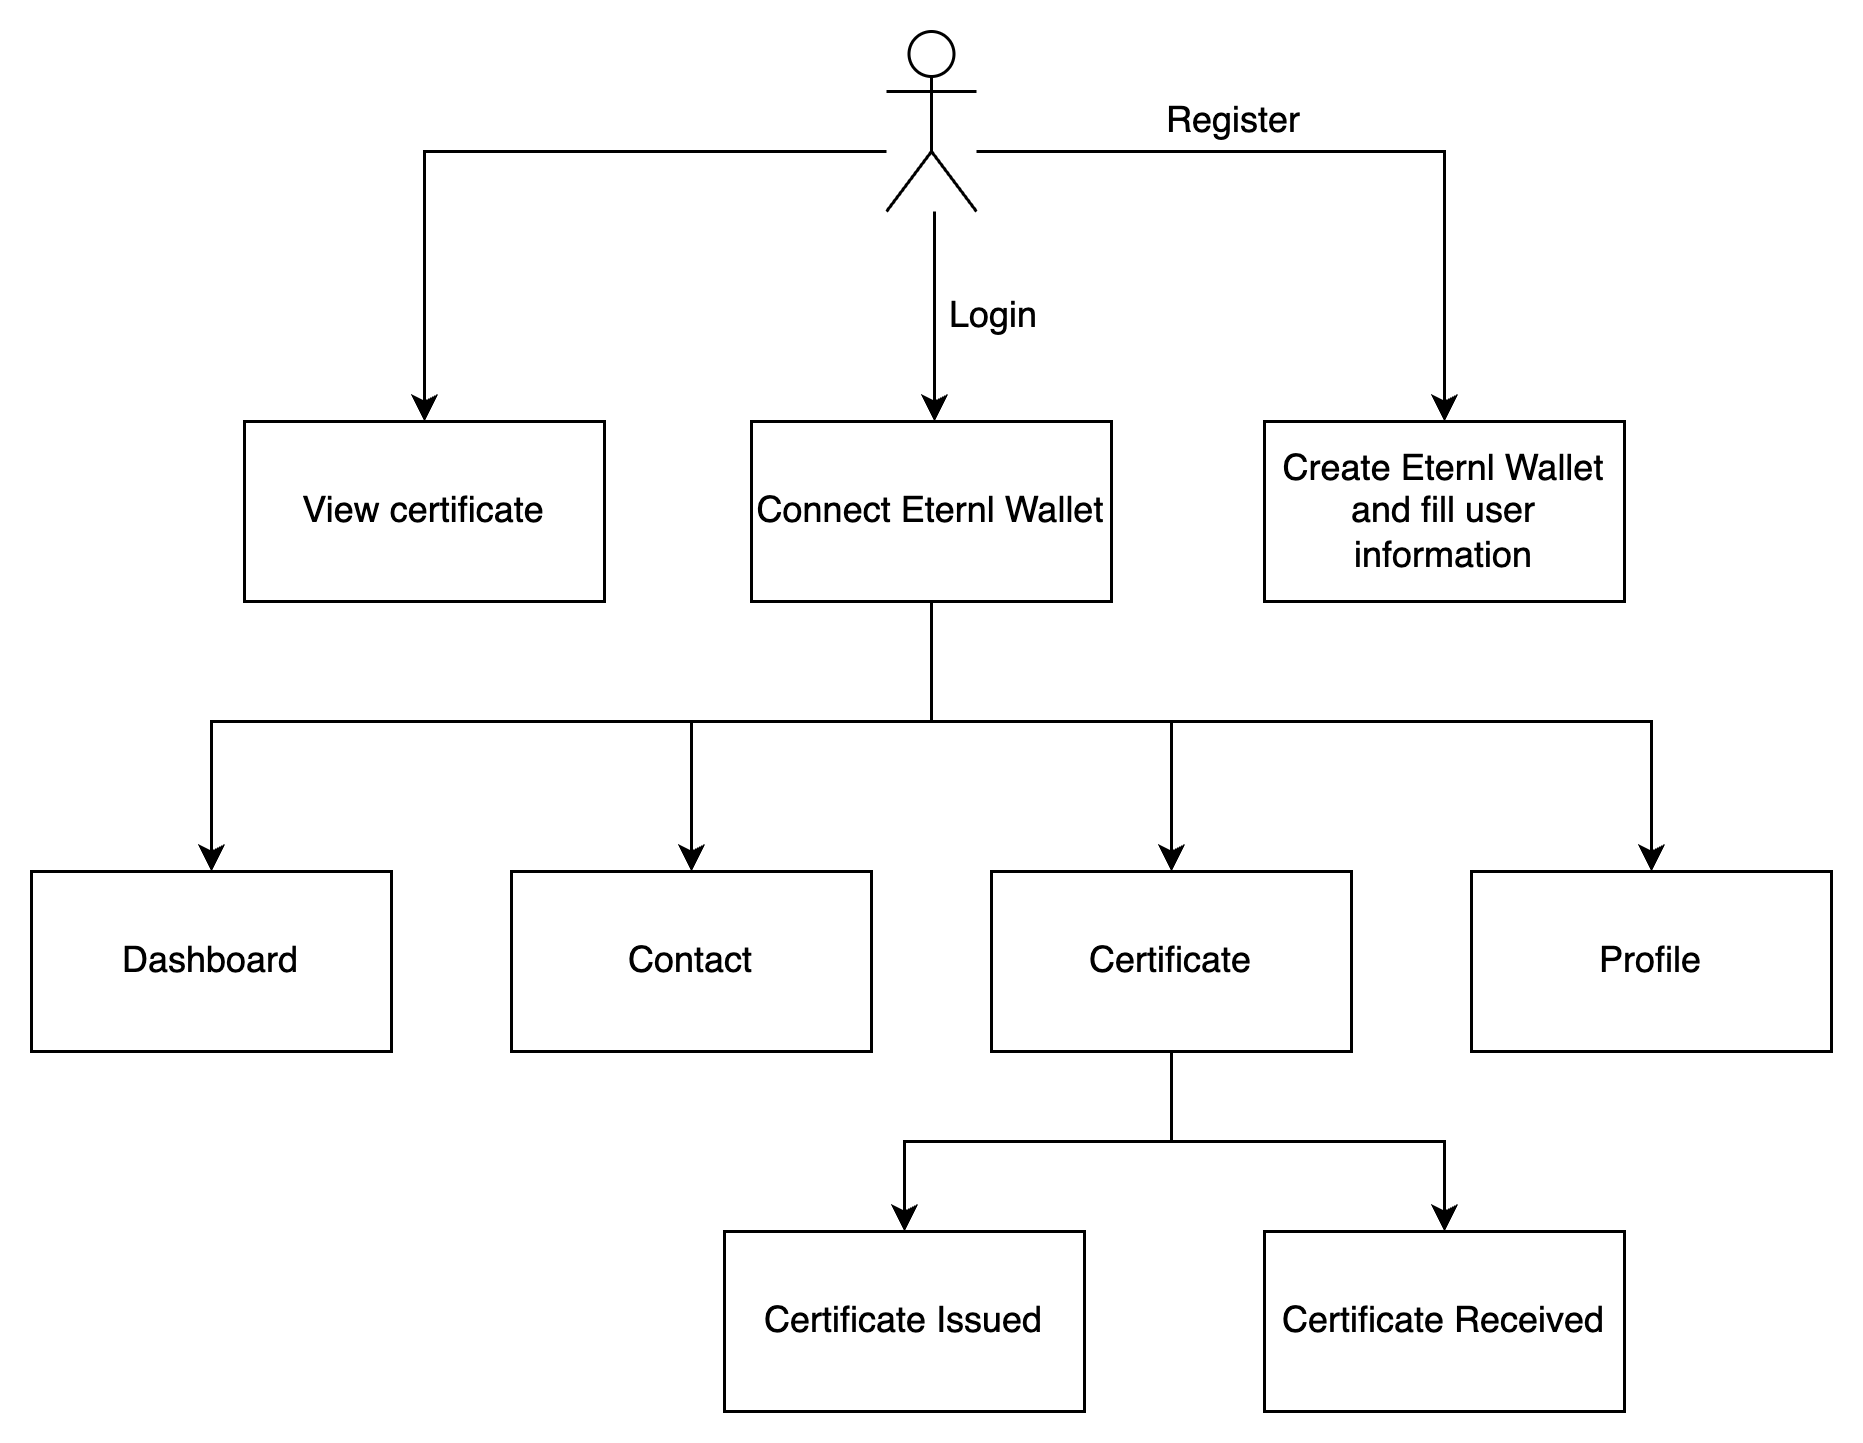 Register
Login
View certificate
Connect Eternl Wallet
Create Eternl Wallet
and fill user
information
Dashboard
Contact
Certificate
Profile
Certificate Issued
Certificate Received